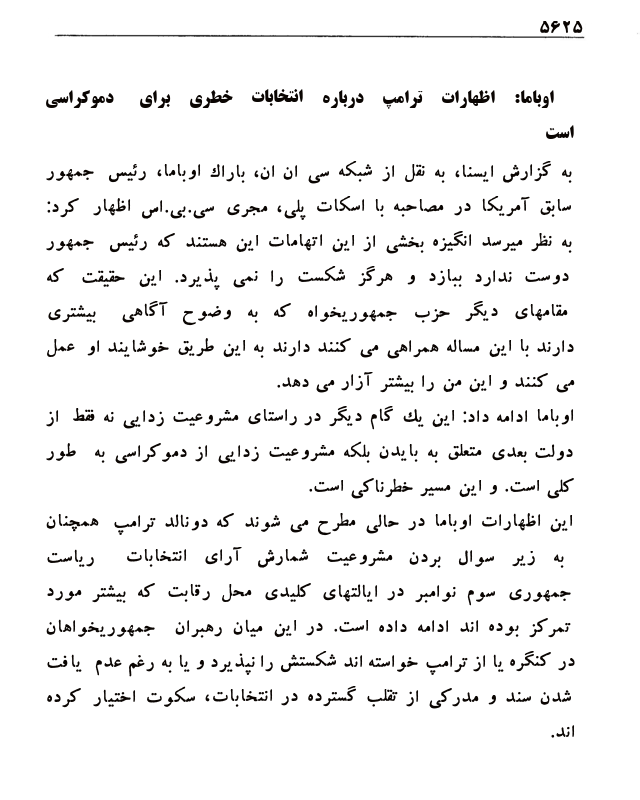 ۵۶۲۵
اوباما: اظهارات ترامپ درباره انتخابات خطری برای دموکراسی
است
به گزارش ایسنا، به نقل از شبکه سی ان ان، باراك اوباما، رئیس جمهور
سابق آمریکا در مصاحبه با اسکات پلی، مجری سی.بی.اس اظهار کرد:
به نظر میرسد انگیزه بخشی از این اتهامات این هستند که رئیس جمهور
دوست ندارد ببازد و هرگز شکست را نمی پذیرد. این حقیقت که
مقامهای دیگر حزب جمهوریخواه که به وضوح آگاهی بیشتری
دارند با این مساله همراهی می کنند دارند به این طریق خوشایند او عمل
می کنند و این من را بیشتر آزار می دهد.
اوباما ادامه داد: این یك گام دیگر در راستای مشروعیت زدایی نه فقط از
دولت بعدی متعلق به بایدن بلکه مشروعیت زدایی از دموکراسی به طور
کلی است. و این مسیر خطرناکی است.
این اظهارات اوباما در حالی مطرح می شوند که دونالد ترامپ همچنان
به زیر سوال بردن مشروعیت شمارش آرای انتخابات ریاست
جمهوری سوم نوامبر در ایالتهای کلیدی محل رقابت که بیشتر مورد
تمرکز بوده اند ادامه داده است. در این میان رهبران جمهوریخواهان
در کنگره یا از ترامپ خواسته اند شکستش را نپذیرد و یا به رغم عدم یافت
شدن سند و مدرکی از تقلب گسترده در انتخابات، سکوت اختیار کرده
اند.